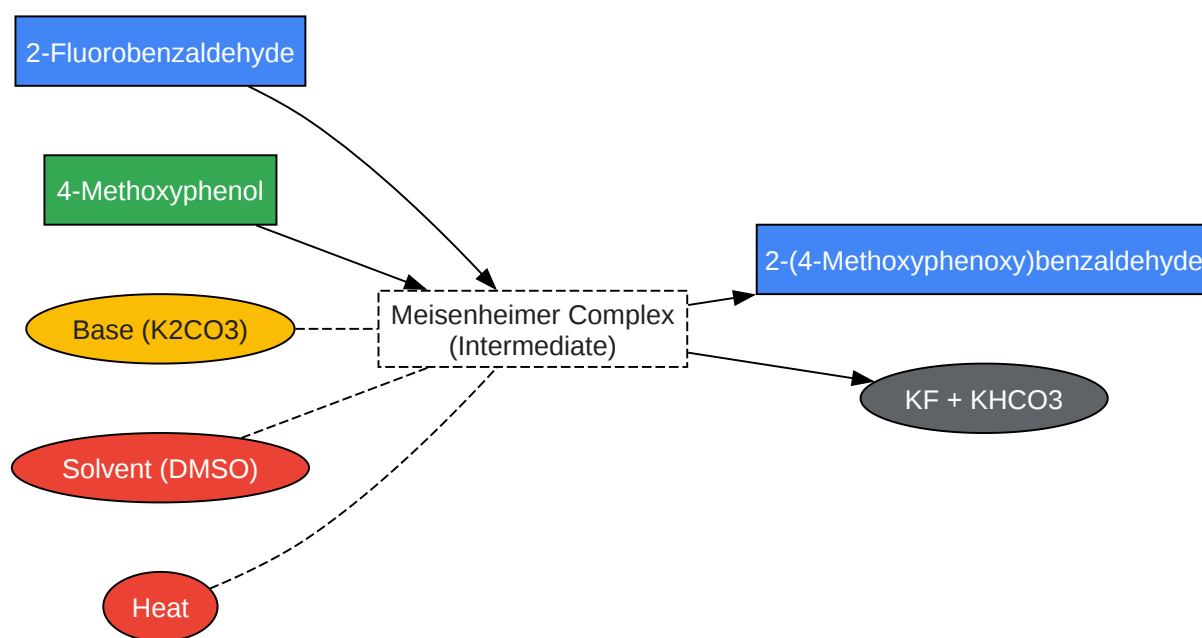 2-Fluorobenzaldehyde
4-Methoxyphenol
Base (K2CO3)
Solvent (DMSO)
Heat
Meisenheimer Complex
(Intermediate)
2-(4-Methoxyphenoxy)benzaldehyde
KF + KHCO3